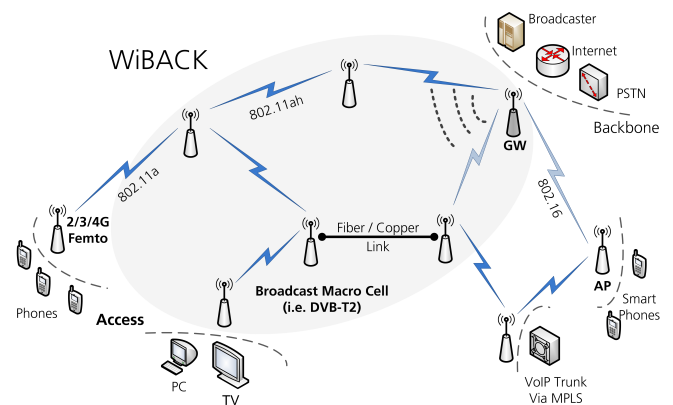 Broadcaster
WiBACK
Internet
PSTN
802.11ah
Backbone
GW
802.11a
802.16
2/3/4G
Femto
Fiber / Copper
Link
Broadcast Macro Cell
(i.e. DVB-T2)
AP
Smart
Phones
Phones
Access
PC
TV
VoIP Trunk
Via MPLS